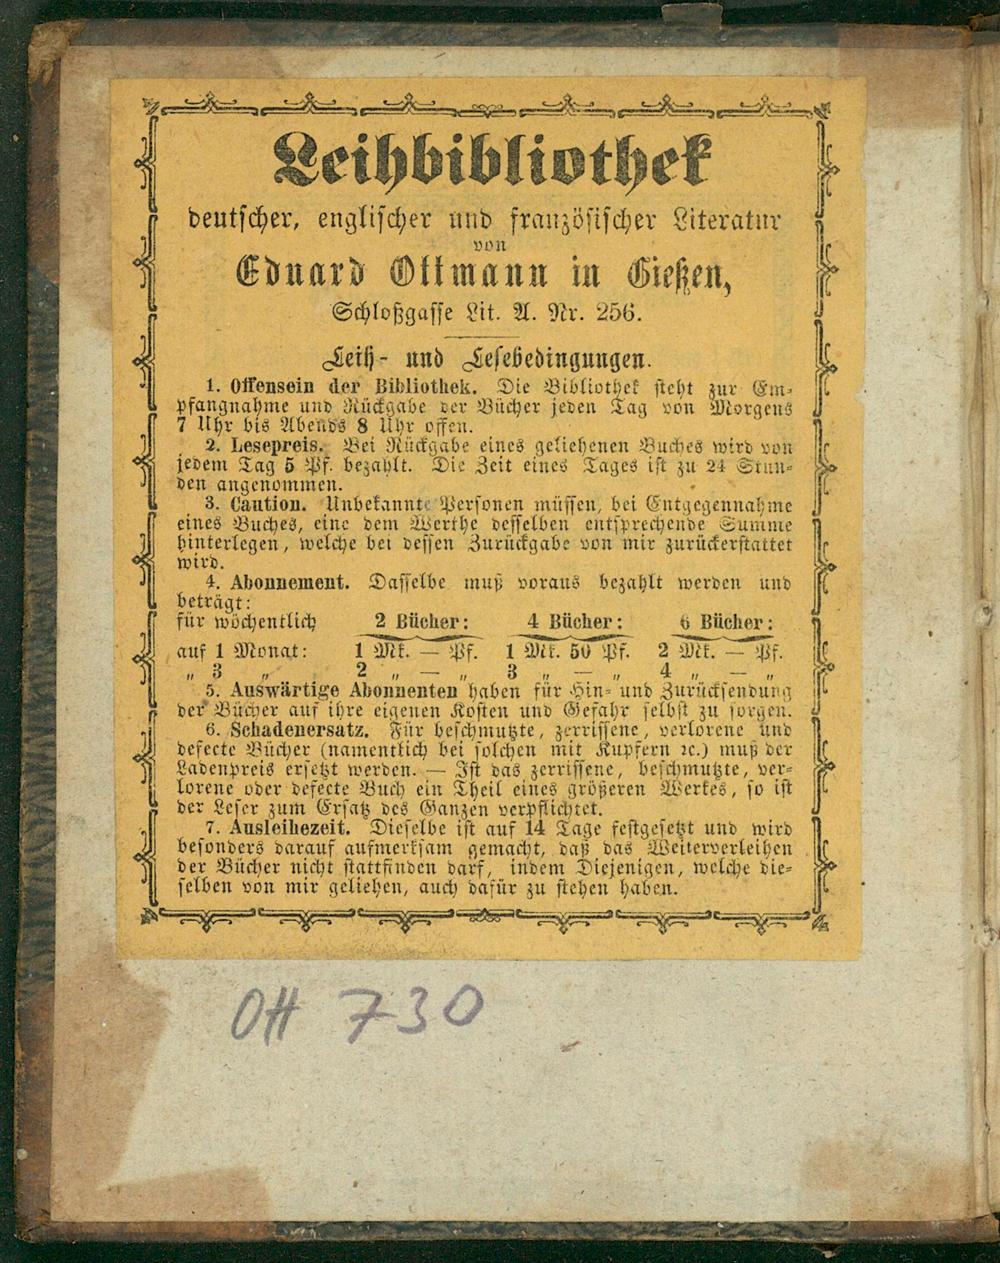 Leihbibliothek
deutscher, englischer und französischer Literatur
von
Eduard Ottmann in Gießen,
Schloßgasse Lit. A. Nr. 256.
Leih- und Lesebedingungen.
1. Offensein der Bibliothek. Die Bibliothek steht zur Em-
pfangnahme und Rückgabe der Bücher jeden Tag von Morgens
7 Uhr bis Abends 8 Uhr offen.
2. Lesepreis. Bei Rückgabe eines geliehenen Buches wird von
jedem Tag 5 Pf. bezahlt. Die Zeit eines Tages ist zu 24 Stun-
den angenommen.
3. Caution. Unbekannte Personen müssen, bei Entgegennahme
eines Buches, eine dem Werthe desselben entsprechende Summe
hinterlegen, welche bei dessen Zurückgabe von mir zurückerstattet
wird.
4. Abonnement. Dasselbe muß voraus bezahlt werden und
beträgt:
für wöchentlich 2 Bücher: 4 Bücher: 6 Bücher:
auf 1 Monat: 1 Mk. — Pf. 1 Mk. 50 Pf. 2 Mk. — Pf.
„ 3 „ 2 „ — „ 3 „ — „ 4 „ — „
5. Auswärtige Abonnenten haben für Hin- und Zurücksendung
der Bücher auf ihre eigenen Kosten und Gefahr selbst zu sorgen.
6. Schadenersatz. Für beschmutzte, zerrissene, verlorene und
defecte Bücher (namentlich bei solchen mit Kupfern ꝛc.) muß der
Ladenpreis ersetzt werden. — Ist das zerrissene, beschmutzte, ver-
lorene oder defecte Buch ein Theil eines größeren Werkes, so ist
der Leser zum Ersatz des Ganzen verpflichtet.
7. Ausleihezeit. Dieselbe ist auf 14 Tage festgesetzt und wird
besonders darauf aufmerksam gemacht, daß das Weiterverleihen
der Bücher nicht stattfinden darf, indem Diejenigen, welche die-
selben von mir geliehen, auch dafür zu stehen haben.
OH 730